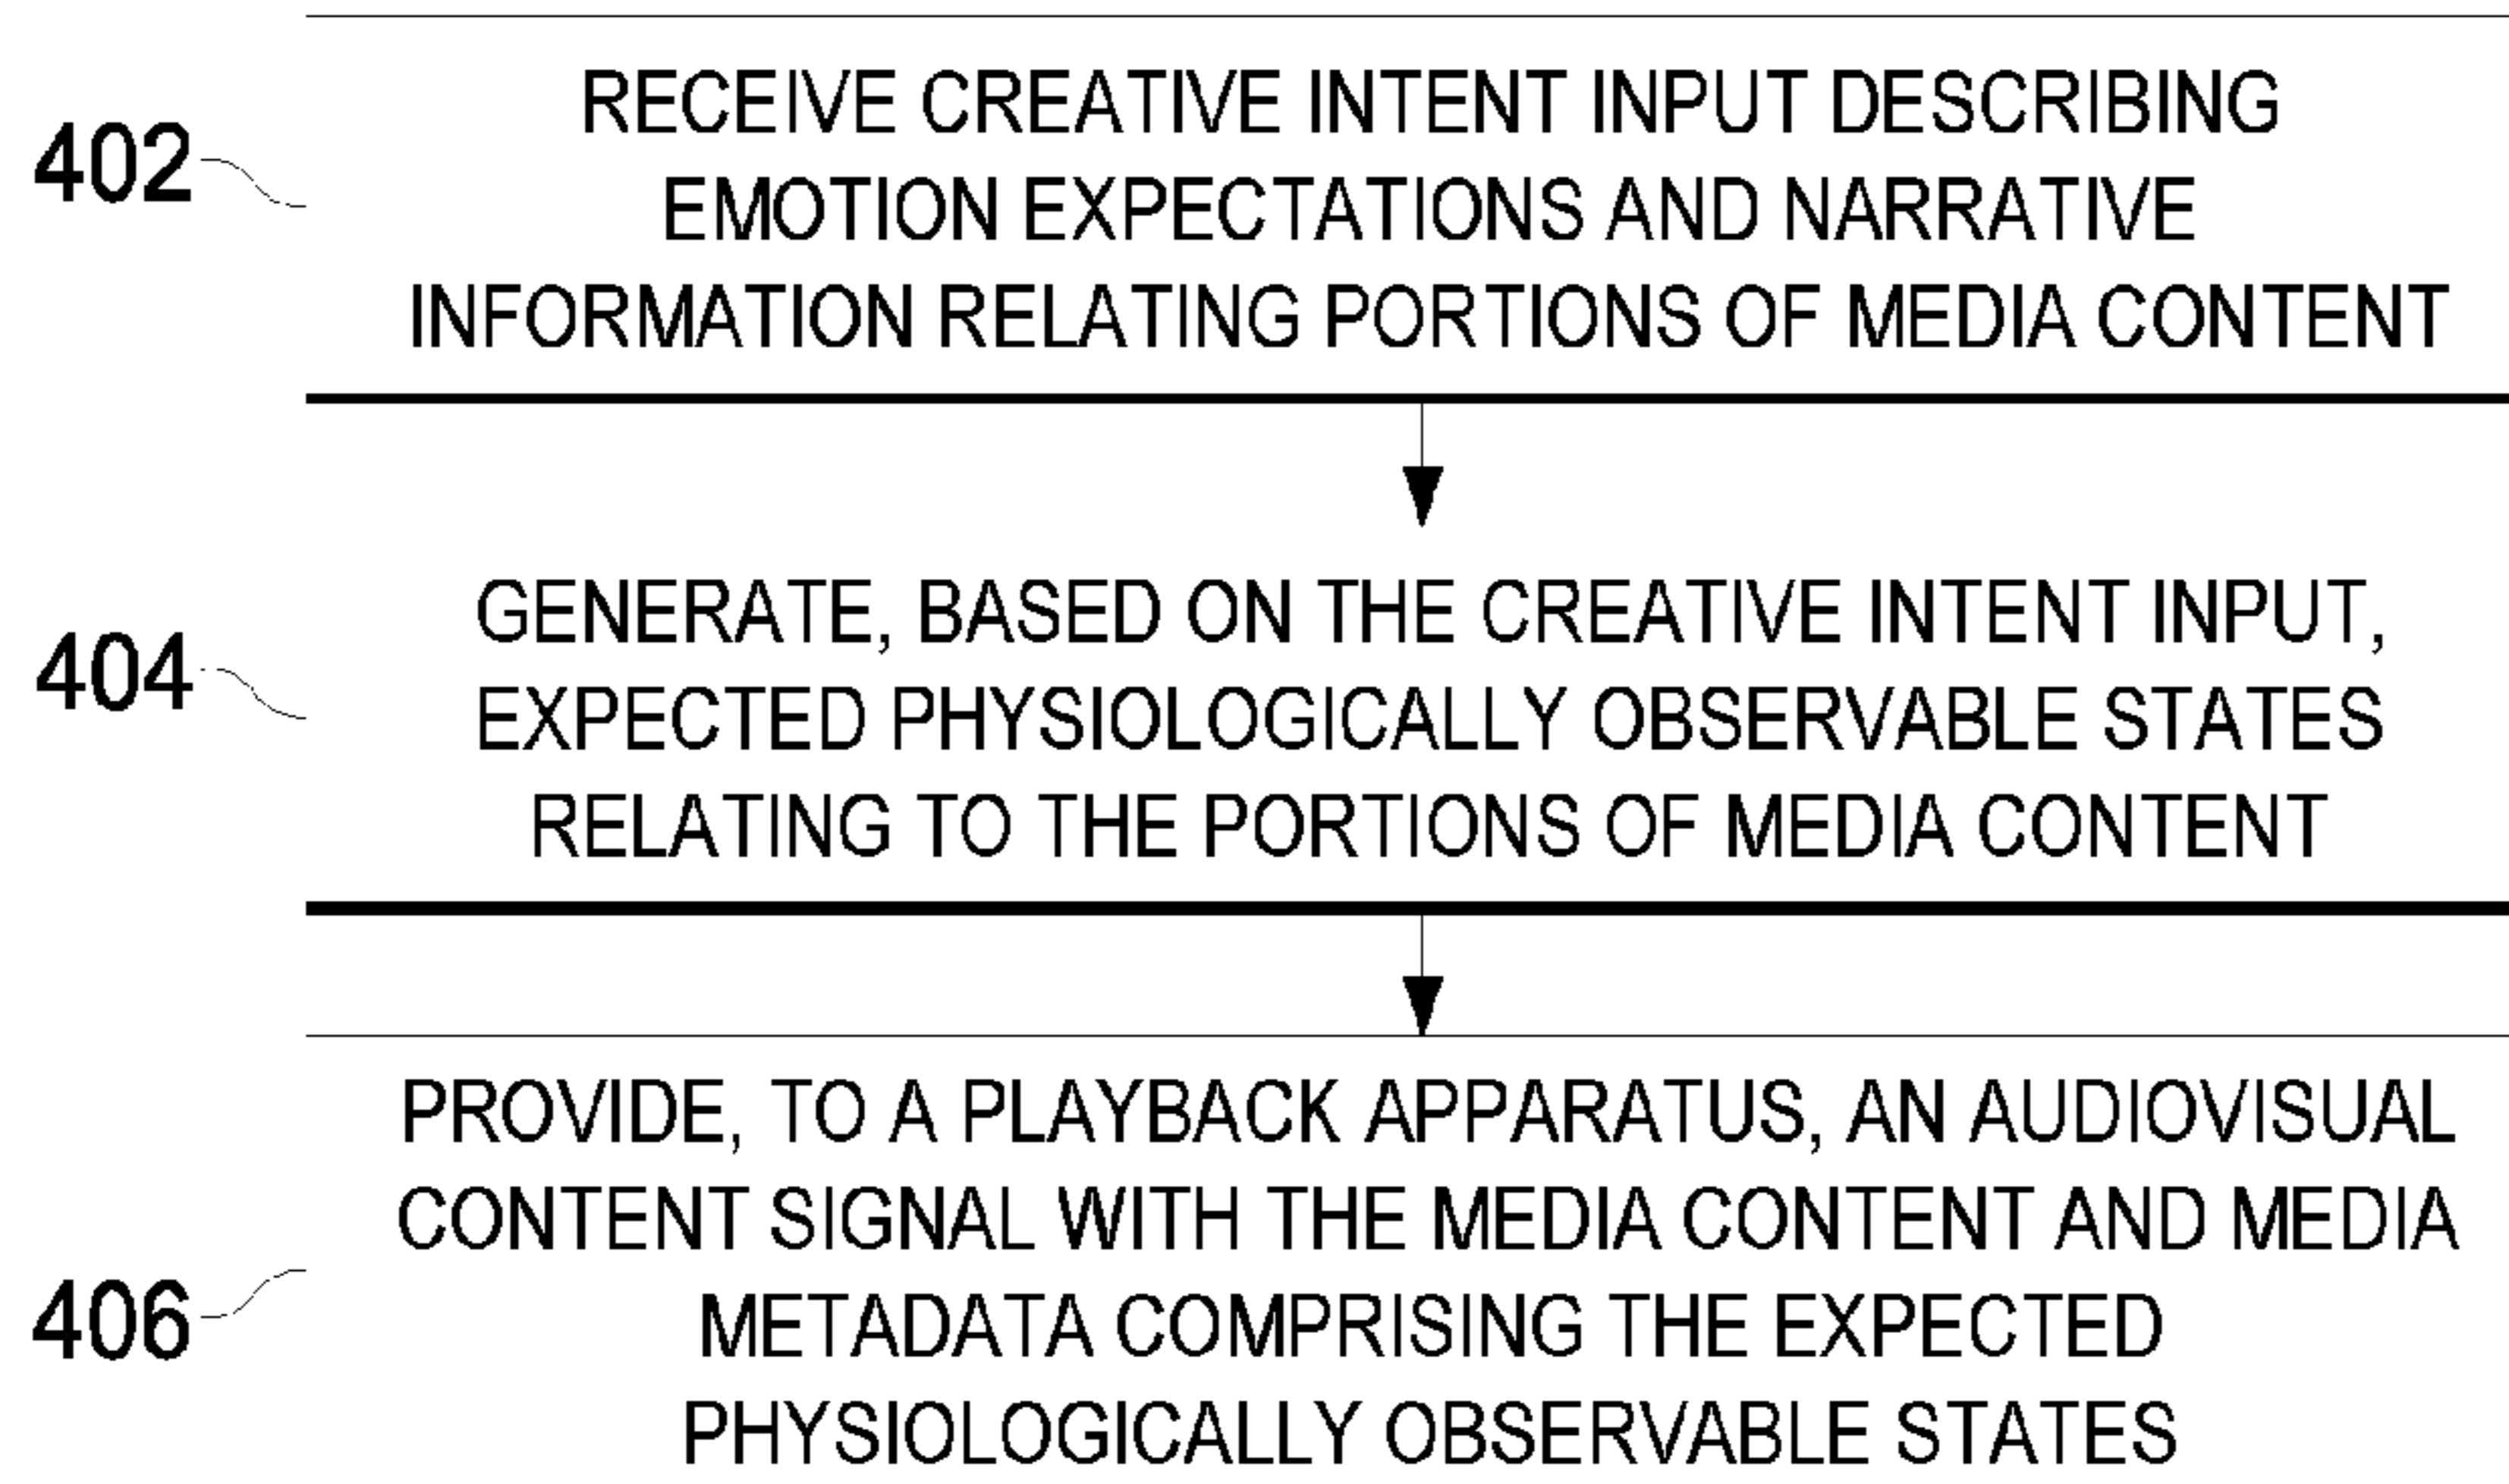 402
RECEIVE CREATIVE INTENT INPUT DESCRIBING
EMOTION EXPECTATIONS AND NARRATIVE
INFORMATION RELATING PORTIONS OF MEDIA CONTENT
404
GENERATE, BASED ON THE CREATIVE INTENT INPUT,
EXPECTED PHYSIOLOGICALLY OBSERVABLE STATES
RELATING TO THE PORTIONS OF MEDIA CONTENT
406
PROVIDE, TO A PLAYBACK APPARATUS, AN AUDIOVISUAL
CONTENT SIGNAL WITH THE MEDIA CONTENT AND MEDIA
METADATA COMPRISING THE EXPECTED
PHYSIOLOGICALLY OBSERVABLE STATES